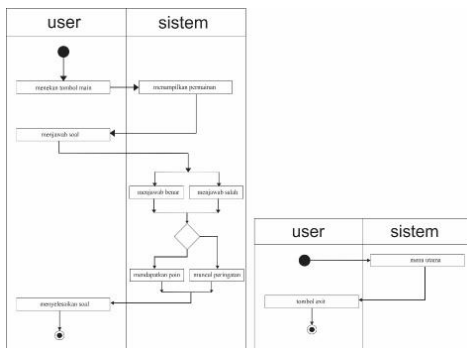 user sistem
menekan tombol main menampilkan permainan
menjawab soal
menjawab benar menjawab salah
mendapatkan poin muncul peringatan
menyelesaikan soal
user sistem
menu utama
tombol exit